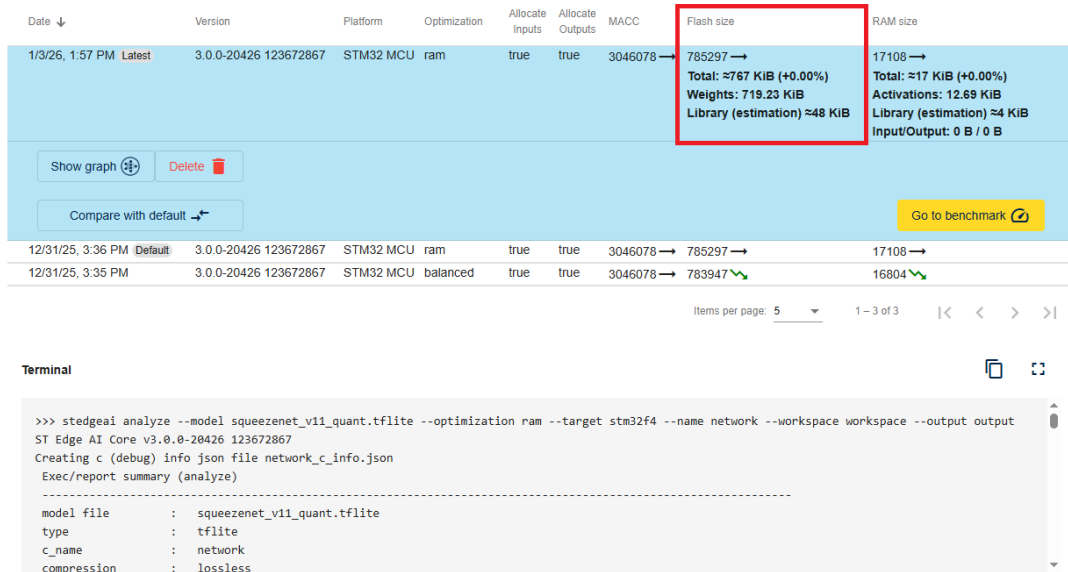 Date Version Platform Optimization Allocate Inputs Allocate Outputs MACC Flash size RAM size
1/3/26, 1:57 PM Latest 3.0.0-20426 123672867 STM32 MCU ram true true 3046078 785297 17108
Total: ≈767 KiB (+0.00%) Total: ≈17 KiB (+0.00%)
Weights: 719.23 KiB Activations: 12.69 KiB
Library (estimation) ≈48 KiB Library (estimation) ≈4 KiB
Input/Output: 0 B / 0 B
Show graph Delete
Compare with default Go to benchmark
12/31/25, 3:36 PM Default 3.0.0-20426 123672867 STM32 MCU ram true true 3046078 785297 17108
12/31/25, 3:35 PM 3.0.0-20426 123672867 STM32 MCU balanced true true 3046078 783947 16804
Items per page: 5 1 – 3 of 3
Terminal
>>> stedgeai analyze --model squeezenet_v11_quant.tflite --optimization ram --target stm32f4 --name network --workspace workspace --output output
ST Edge AI Core v3.0.0-20426 123672867
Creating c (debug) info json file network_c_info.json
Exec/report summary (analyze)
---------------------------------------------------------------------------------------------------------------
model file : squeezenet_v11_quant.tflite
type : tflite
c_name : network
compression : lossless